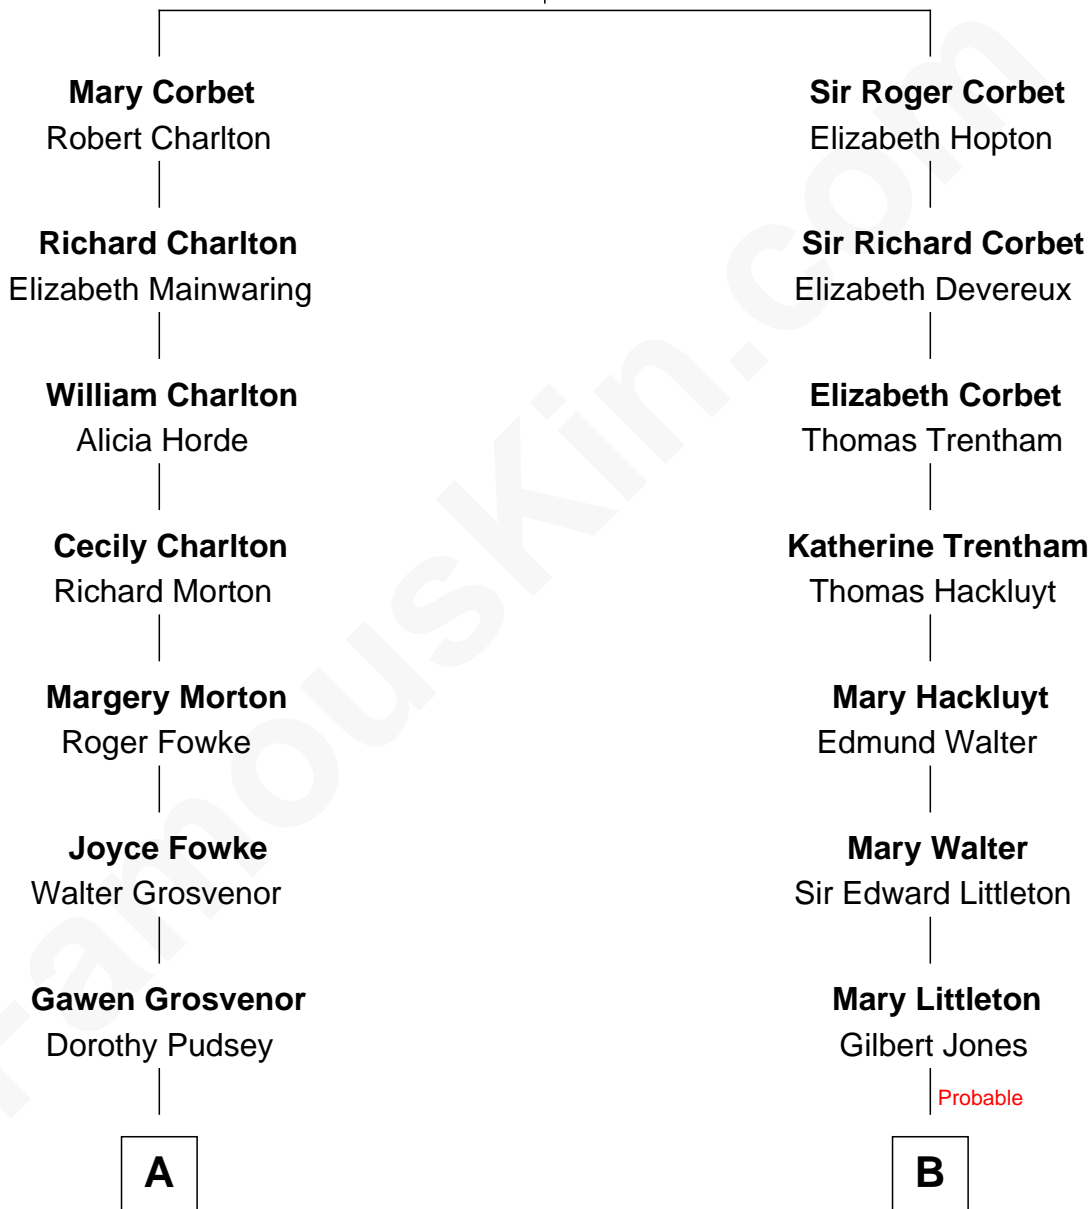 Mary Corbet
Robert Charlton
Richard Charlton
Elizabeth Mainwaring
William Charlton
Alicia Horde
Cecily Charlton
Richard Morton
Margery Morton
Roger Fowke
Joyce Fowke
Walter Grosvenor
Gawen Grosvenor
Dorothy Pudsey
A
Sir Roger Corbet
Elizabeth Hopton
Sir Richard Corbet
Elizabeth Devereux
Elizabeth Corbet
Thomas Trentham
Katherine Trentham
Thomas Hackluyt
Mary Hackluyt
Edmund Walter
Mary Walter
Sir Edward Littleton
Mary Littleton
Gilbert Jones
Probable
B
FamousKin.com